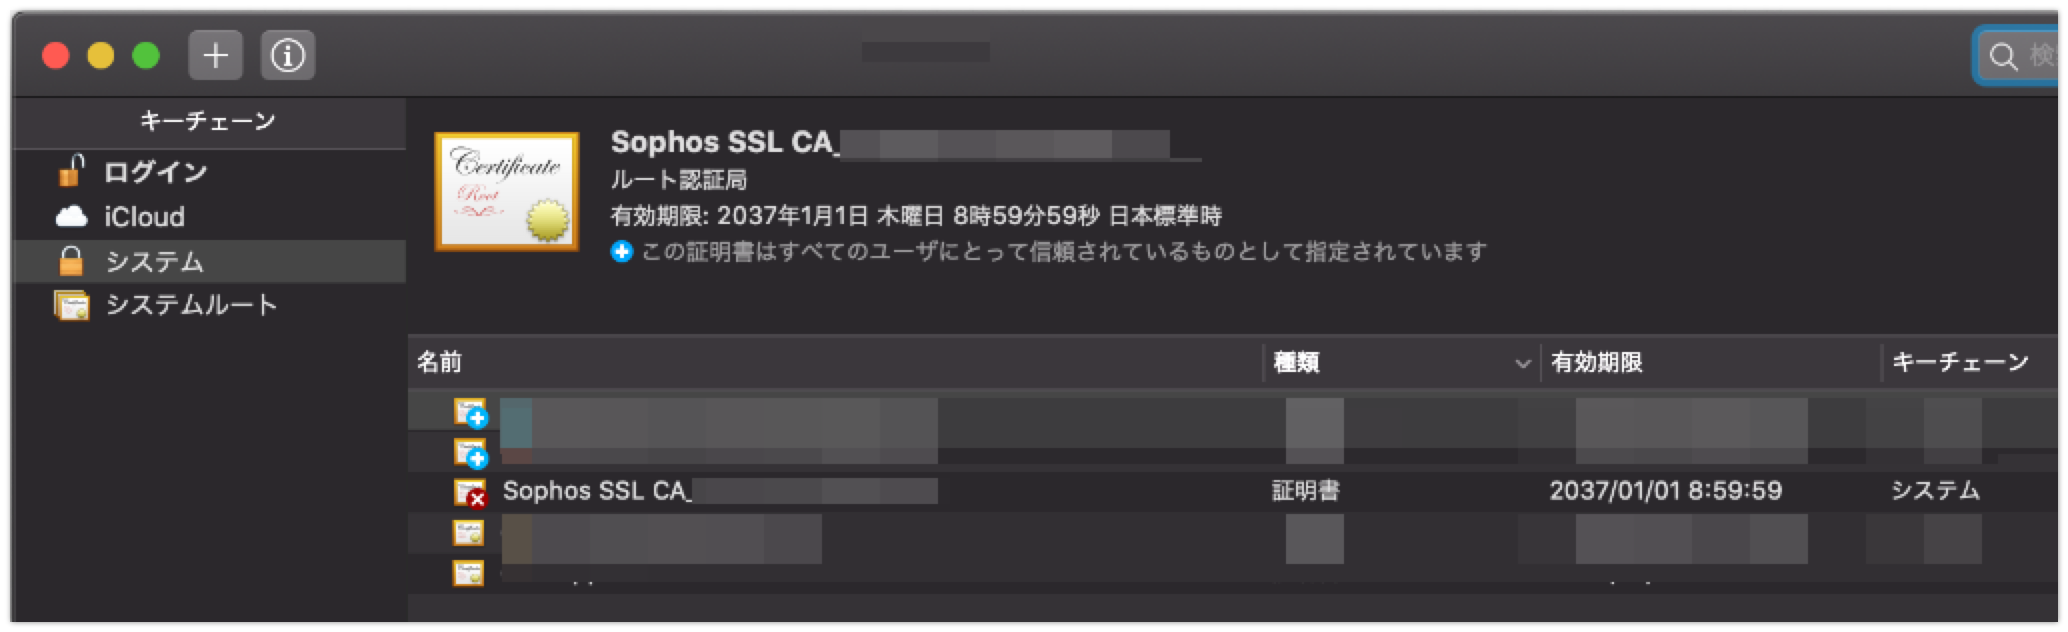 検
キーチェーン
ログイン
iCloud
システム
システムルート
Certificate
Root
Sophos SSL CA_
ルート認証局
有効期限: 2037年1月1日 木曜日 8時59分59秒 日本標準時
この証明書はすべてのユーザにとって信頼されているものとして指定されています
名前 種類 有効期限 キーチェーン
Sophos SSL CA_ 証明書 2037/01/01 8:59:59 システム